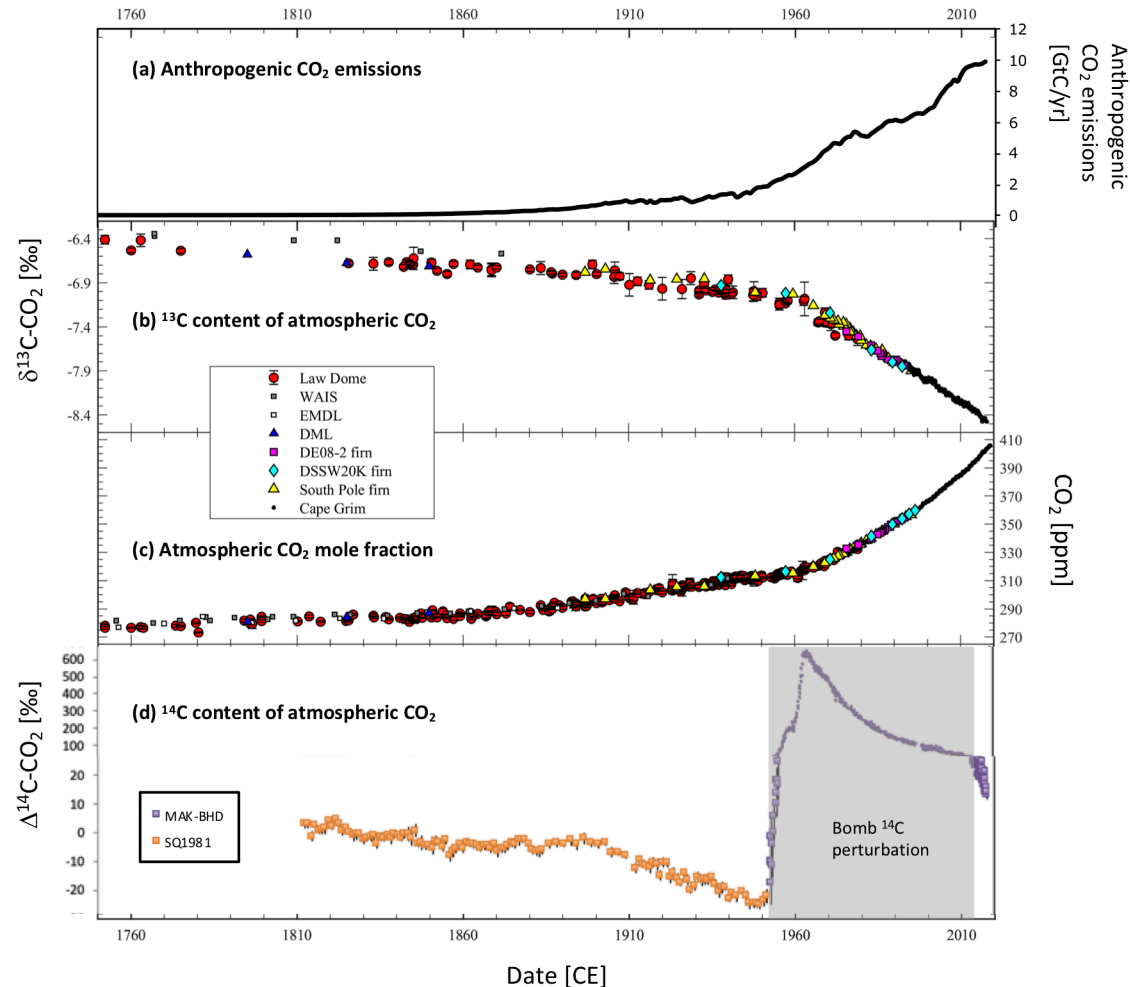 1760 1810 1860 1910 1960 2010
(a) Anthropogenic CO₂ emissions
12
10
8
6
4
2
0
Anthropogenic
CO₂ emissions
[GtC/yr]
-6.4
-6.9
-7.4
-7.9
-8.4
δ¹³C-CO₂ [‰]
(b) ¹³C content of atmospheric CO₂
Law Dome
WAIS
EMDL
DML
DE08-2 firn
DSSW20K firn
South Pole firn
Cape Grim
(c) Atmospheric CO₂ mole fraction
410
390
370
350
330
310
290
270
CO₂ [ppm]
600
500
400
300
200
100
20
10
0
-10
-20
Δ¹⁴C-CO₂ [‰]
(d) ¹⁴C content of atmospheric CO₂
MAK-BHD
SQ1981
Bomb ¹⁴C
perturbation
1760 1810 1860 1910 1960 2010
Date [CE]